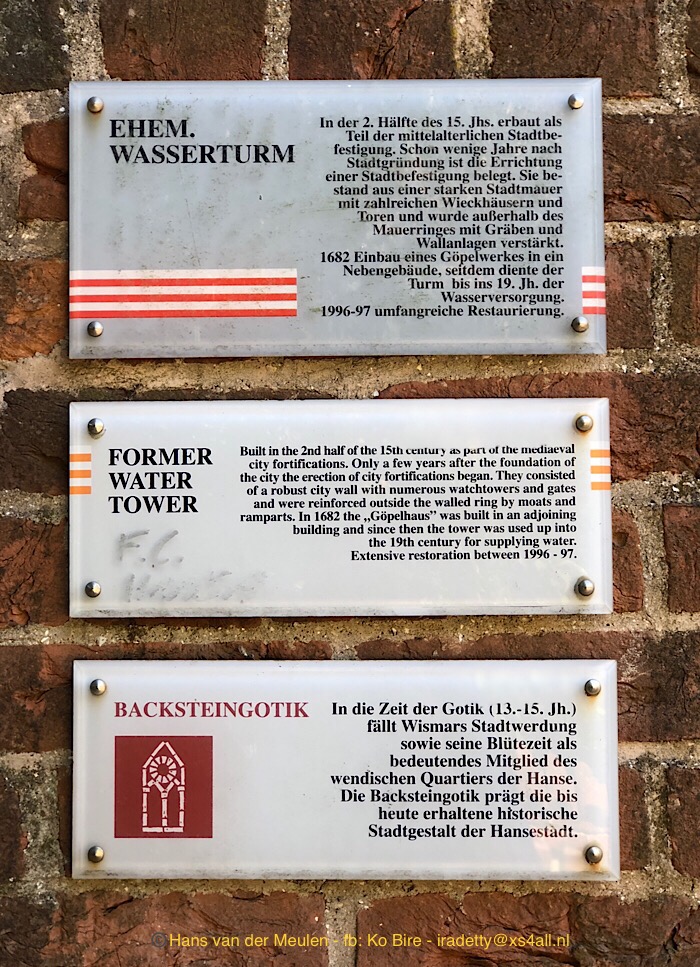 EHEM.
WASSERTURM
In der 2. Hälfte des 15. Jhs. erbaut als
Teil der mittelalterlichen Stadtbe-
festigung. Schon wenige Jahre nach
Stadtgründung ist die Errichtung
einer Stadtbefestigung belegt. Sie be-
stand aus einer starken Stadtmauer
mit zahlreichen Wieckhäusern und
Toren und wurde außerhalb des
Mauerringes mit Gräben und
Wallanlagen verstärkt.
1682 Einbau eines Göpelwerkes in ein
Nebengebäude, seitdem diente der
Turm bis ins 19. Jh. der
Wasserversorgung.
1996-97 umfangreiche Restaurierung.
FORMER
WATER
TOWER
Built in the 2nd half of the 15th century as part of the mediaeval
city fortifications. Only a few years after the foundation of
the city the erection of city fortifications began. They consisted
of a robust city wall with numerous watchtowers and gates
and were reinforced outside the walled ring by moats and
ramparts. In 1682 the „Göpelhaus” was built in an adjoining
building and since then the tower was used up into
the 19th century for supplying water.
Extensive restoration between 1996 - 97.
F.C.
BACKSTEINGOTIK
In die Zeit der Gotik (13.-15. Jh.)
fällt Wismars Stadtwerdung
sowie seine Blütezeit als
bedeutendes Mitglied des
wendischen Quartiers der Hanse.
Die Backsteingotik prägt die bis
heute erhaltene historische
Stadtgestalt der Hansestadt.
© Hans van der Meulen - fb: Ko Bire - iradetty@xs4all.nl